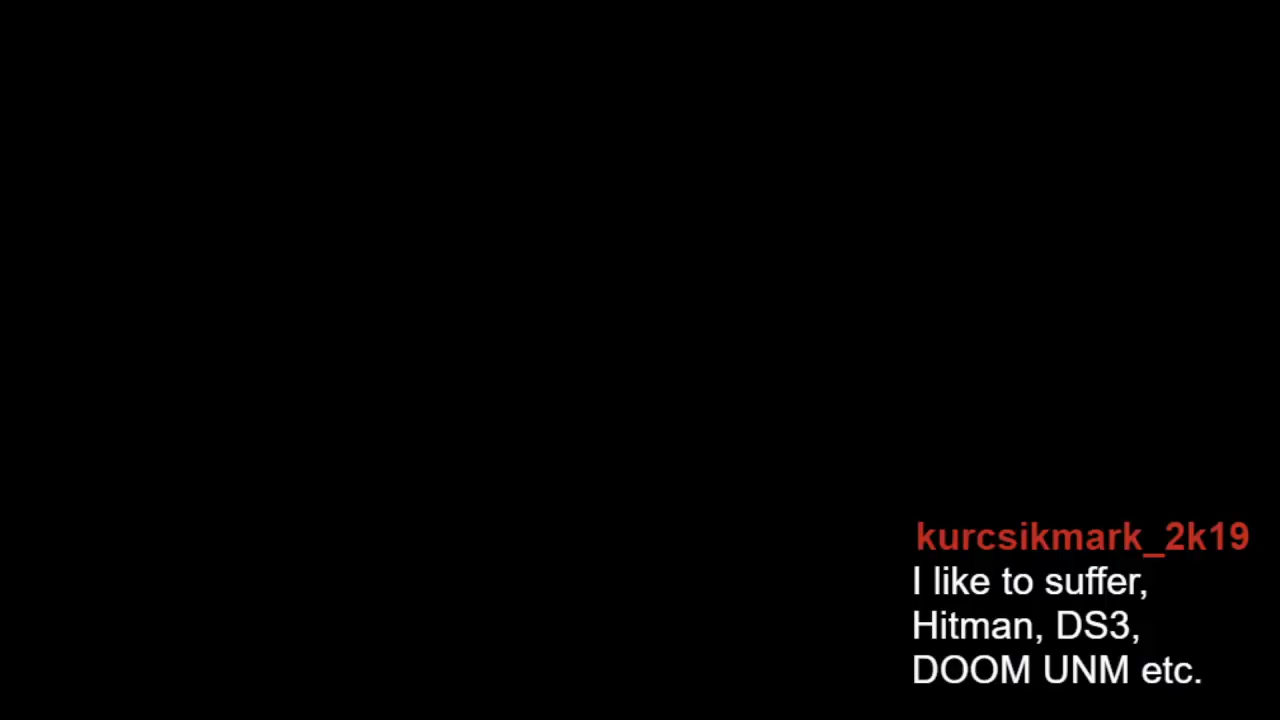 kurcsikmark_2k19
I like to suffer,
Hitman, DS3,
DOOM UNM etc.